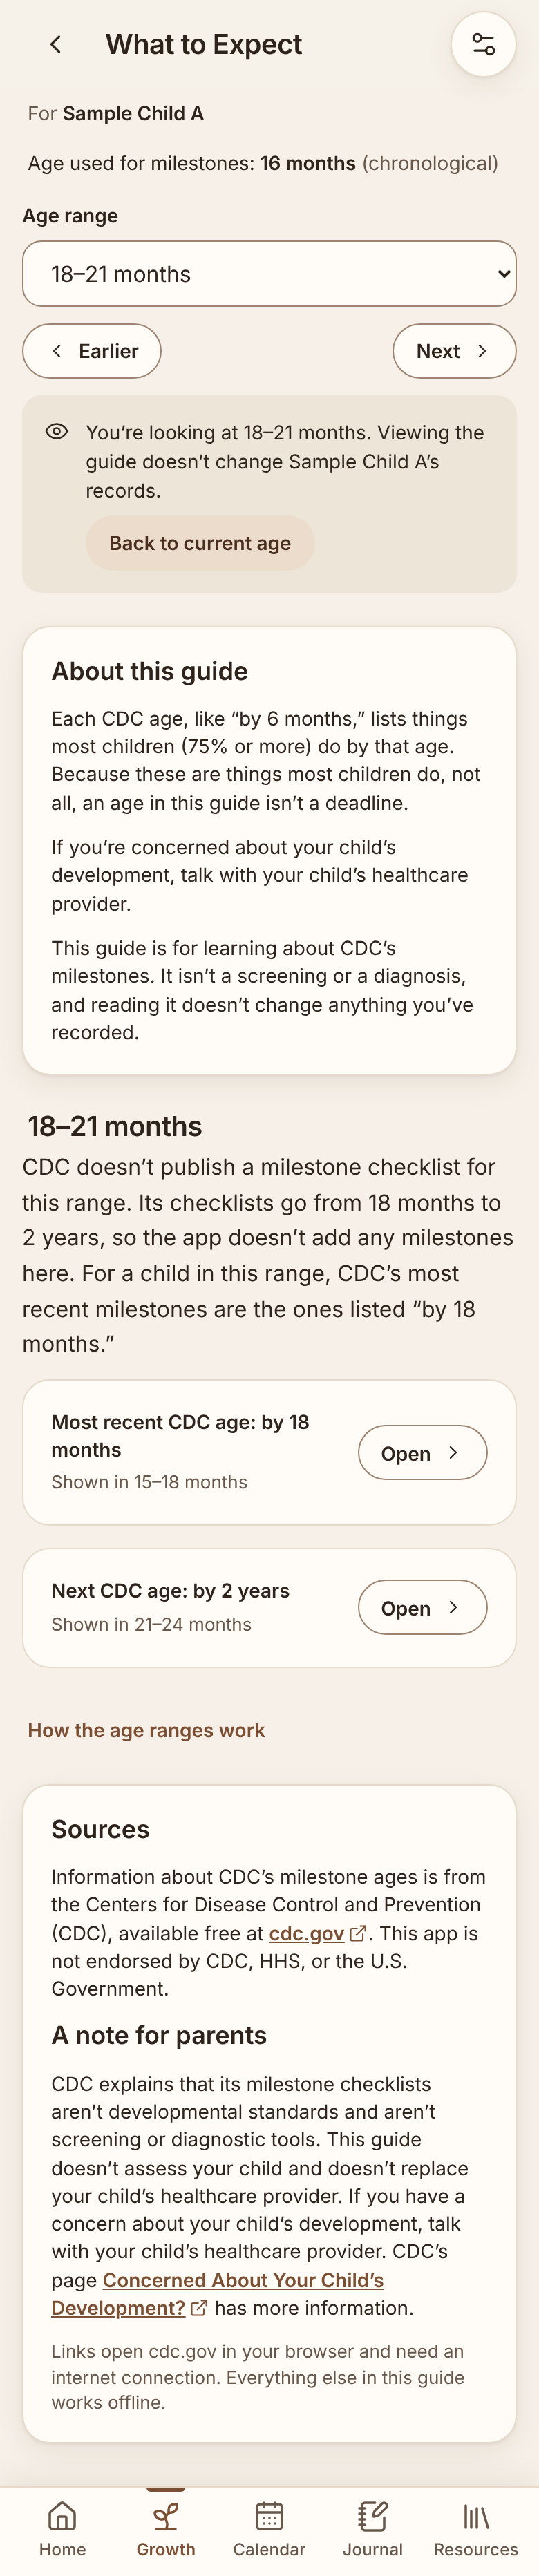 What to Expect
For Sample Child A
Age used for milestones: 16 months (chronological)
Age range
18–21 months
Earlier
Next
You’re looking at 18–21 months. Viewing the
guide doesn’t change Sample Child A’s
records.
Back to current age
About this guide
Each CDC age, like “by 6 months,” lists things
most children (75% or more) do by that age.
Because these are things most children do, not
all, an age in this guide isn’t a deadline.
If you’re concerned about your child’s
development, talk with your child’s healthcare
provider.
This guide is for learning about CDC’s
milestones. It isn’t a screening or a diagnosis,
and reading it doesn’t change anything you’ve
recorded.
18–21 months
CDC doesn’t publish a milestone checklist for
this range. Its checklists go from 18 months to
2 years, so the app doesn’t add any milestones
here. For a child in this range, CDC’s most
recent milestones are the ones listed “by 18
months.”
Most recent CDC age: by 18
months
Shown in 15–18 months
Open
Next CDC age: by 2 years
Shown in 21–24 months
Open
How the age ranges work
Sources
Information about CDC’s milestone ages is from
the Centers for Disease Control and Prevention
(CDC), available free at cdc.gov. This app is
not endorsed by CDC, HHS, or the U.S.
Government.
A note for parents
CDC explains that its milestone checklists
aren’t developmental standards and aren’t
screening or diagnostic tools. This guide
doesn’t assess your child and doesn’t replace
your child’s healthcare provider. If you have a
concern about your child’s development, talk
with your child’s healthcare provider. CDC’s
page Concerned About Your Child’s
Development? has more information.
Links open cdc.gov in your browser and need an
internet connection. Everything else in this guide
works offline.
Home
Growth
Calendar
Journal
Resources